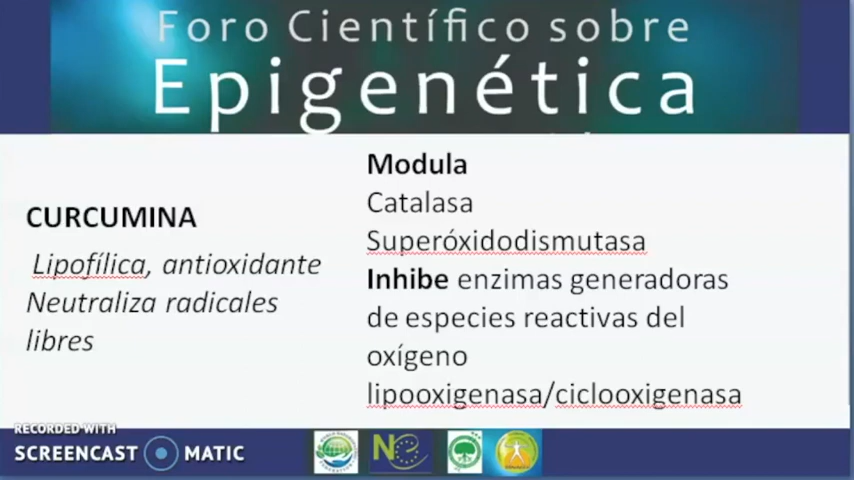 Foro Científico sobre
Epigenética
CURCUMINA
Lipofílica, antioxidante
Neutraliza radicales
libres
Modula
Catalasa
Superóxidodismutasa
Inhibe enzimas generadoras
de especies reactivas del
oxígeno
lipooxigenasa/ciclooxigenasa
RECORDED WITH
SCREENCAST MATIC
Ne